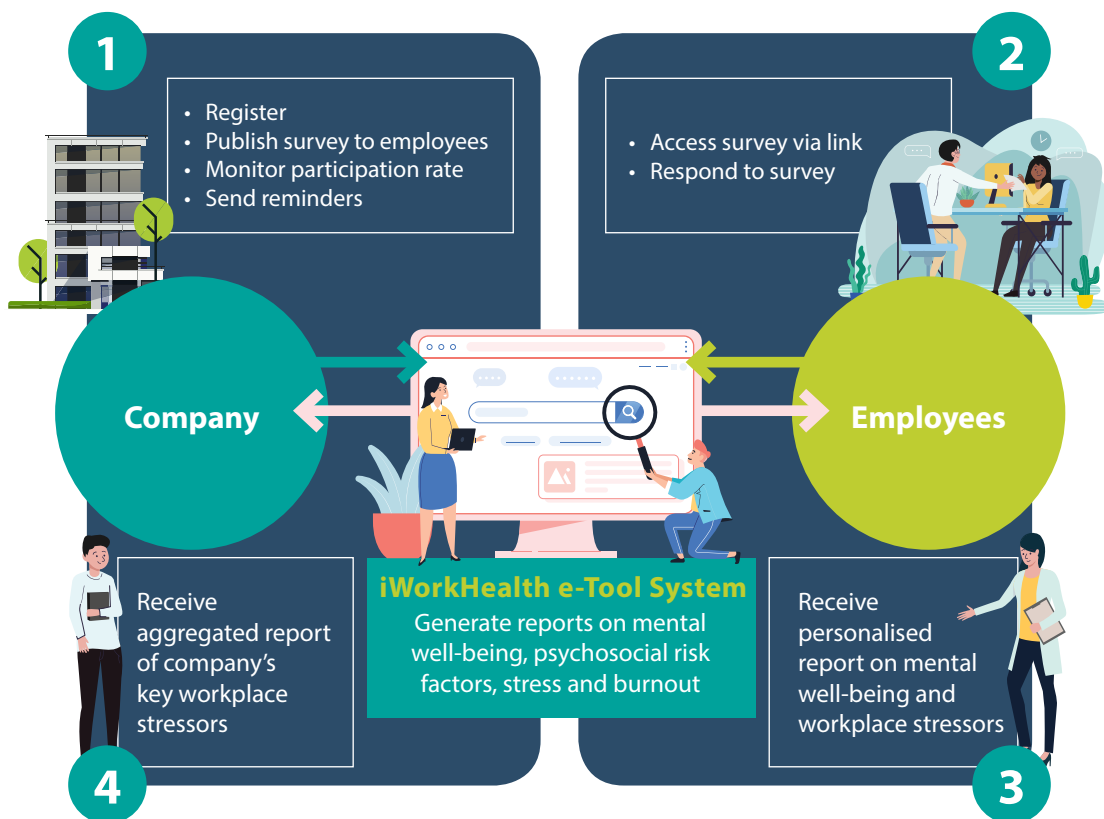 1
• Register
• Publish survey to employees
• Monitor participation rate
• Send reminders
2
• Access survey via link
• Respond to survey
Company
Employees
iWorkHealth e-Tool System
Generate reports on mental
well-being, psychosocial risk
factors, stress and burnout
Receive
personalised
report on mental
well-being and
workplace stressors
3
Receive
aggregated report
of company’s
key workplace
stressors
4